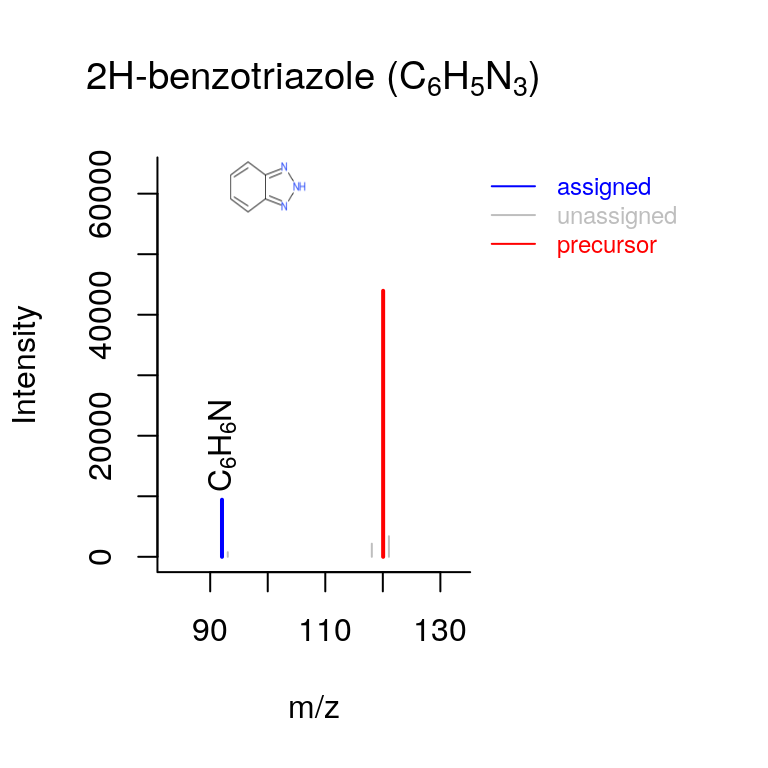 2H-benzotriazole (C₆H₅N₃)
N
NH
N
assigned
unassigned
precursor
60000
40000
20000
0
Intensity
C₆H₆N
90 110 130
m/z